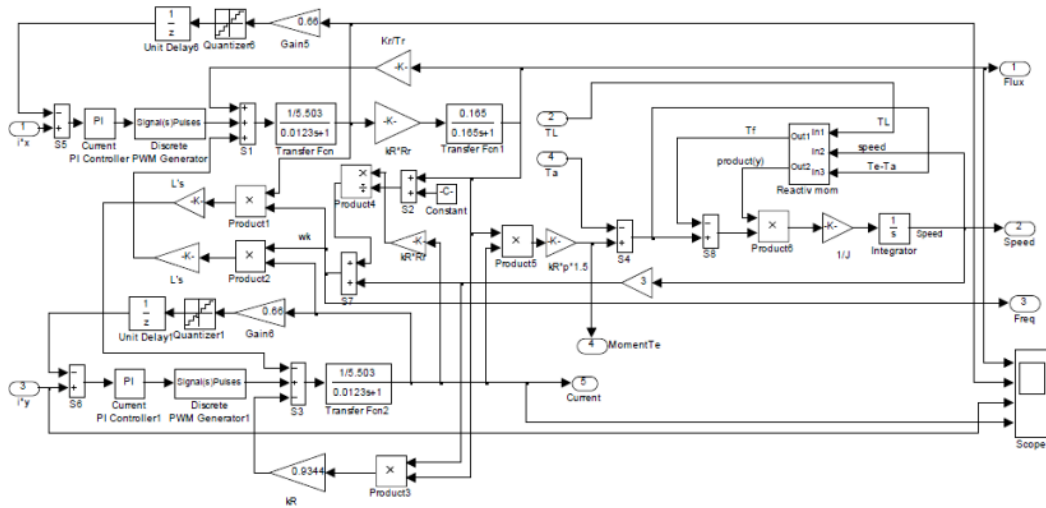 1
z
Unit Delay6
Quantizer6
0.66
Gain5
Kr/Tr
-K-
1
Flux
1
i*x
S5
PI
Current
PI Controller
Signal(s)Pulses
Discrete
PWM Generator
S1
1/5.503
0.0123s+1
Transfer Fcn
-K-
kR*Rr
0.165
0.165s+1
Transfer Fcn1
2
TL
4
Ta
Tf
product(y)
Out1
Out2
In1
In2
In3
Reactiv mom
TL
speed
Te-Ta
L's
-K-
×
Product1
×
÷
Product4
S2
-C-
Constant
-K-
kR*Rr
wk
-K-
L's
×
Product2
S7
×
Product5
-K-
kR*p*1.5
S4
S8
×
Product6
-K-
1/J
1
s
Integrator
Speed
2
Speed
3
3
Freq
1
z
Unit Delay1
Quantizer1
0.66
Gain6
4
MomentTe
3
i*y
S6
PI
Current
PI Controller1
Signal(s)Pulses
Discrete
PWM Generator1
S3
1/5.503
0.0123s+1
Transfer Fcn2
5
Current
Scope
0.9344
kR
×
Product3